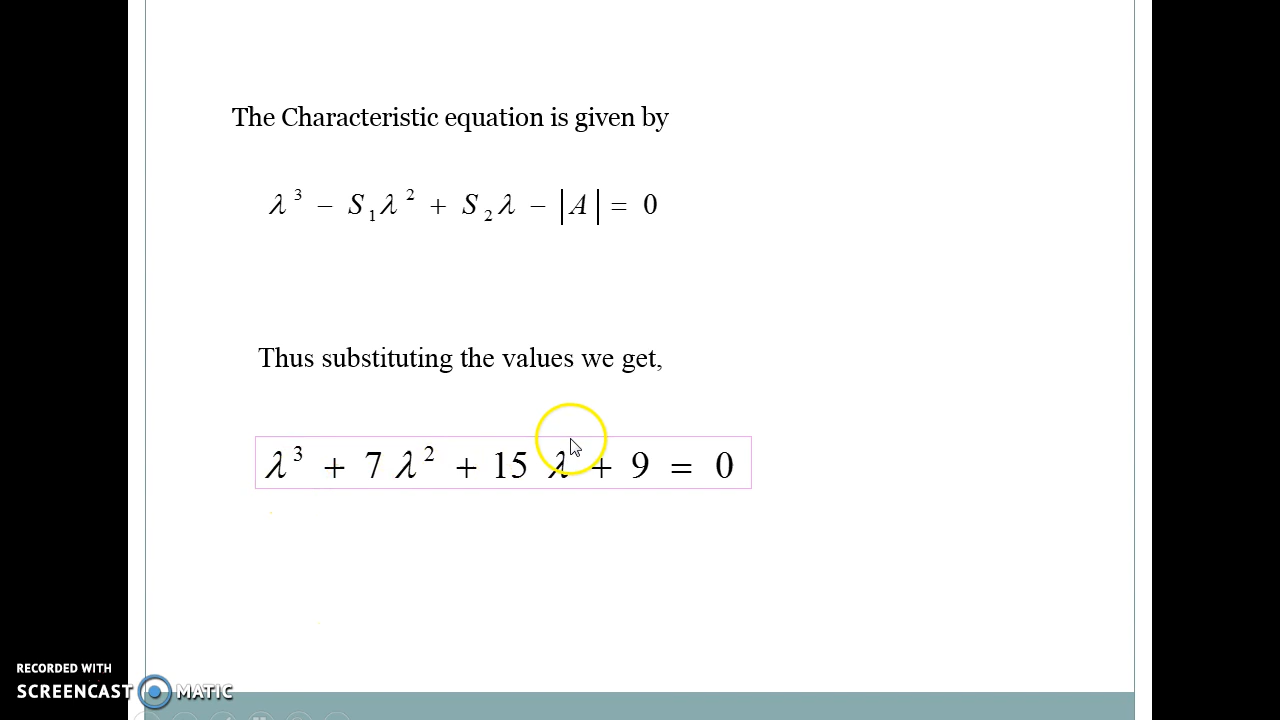 The Characteristic equation is given by
λ³ − S₁λ² + S₂λ − |A| = 0
Thus substituting the values we get,
λ³ + 7λ² + 15λ + 9 = 0
RECORDED WITH
SCREENCAST MATIC